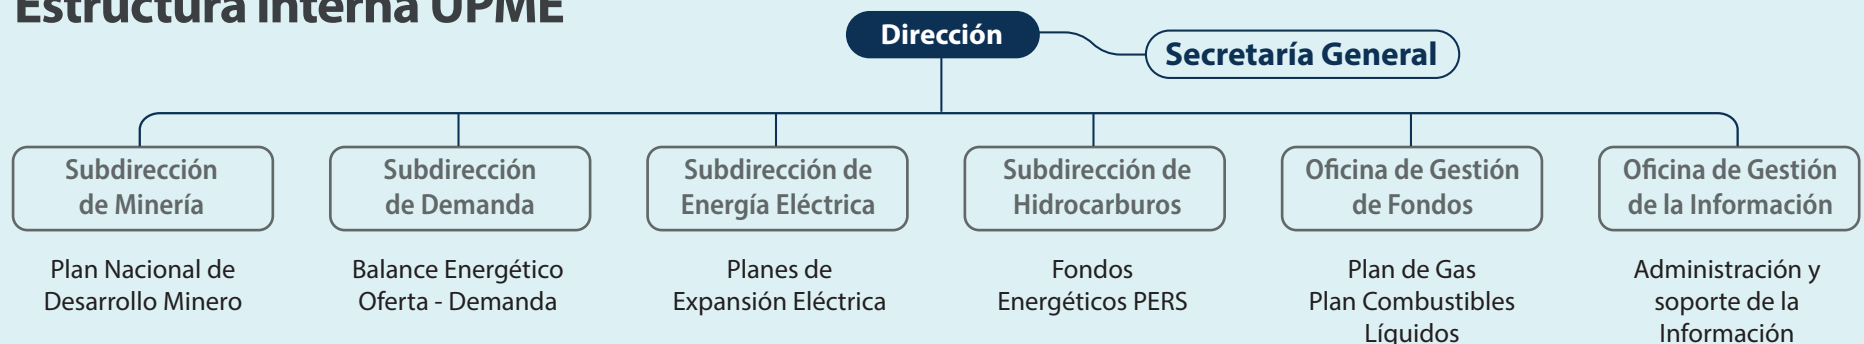 Estructura Interna UPME
Dirección
Secretaría General
Subdirección
de Minería
Subdirección
de Demanda
Subdirección de
Energía Eléctrica
Subdirección de
Hidrocarburos
Oficina de Gestión
de Fondos
Oficina de Gestión
de la Información
Plan Nacional de
Desarrollo Minero
Balance Energético
Oferta - Demanda
Planes de
Expansión Eléctrica
Fondos
Energéticos PERS
Plan de Gas
Plan Combustibles
Líquidos
Administración y
soporte de la
Información